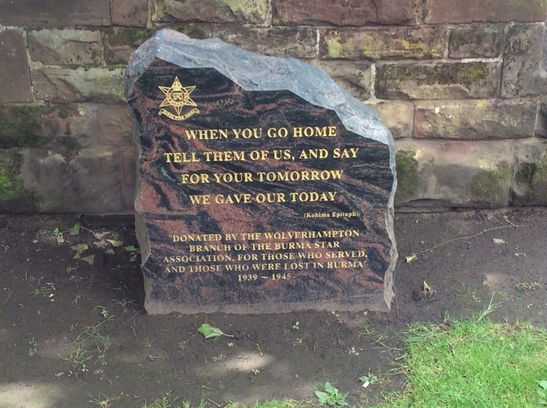 WHEN YOU GO HOME
TELL THEM OF US, AND SAY
FOR YOUR TOMORROW
WE GAVE OUR TODAY
(Kohima Epitaph)
"DONATED BY THE WOLVERHAMPTON
BRANCH OF THE BURMA STAR
ASSOCIATION, FOR THOSE WHO SERVED,
AND THOSE WHO WERE LOST IN BURMA"
1939 ~ 1945